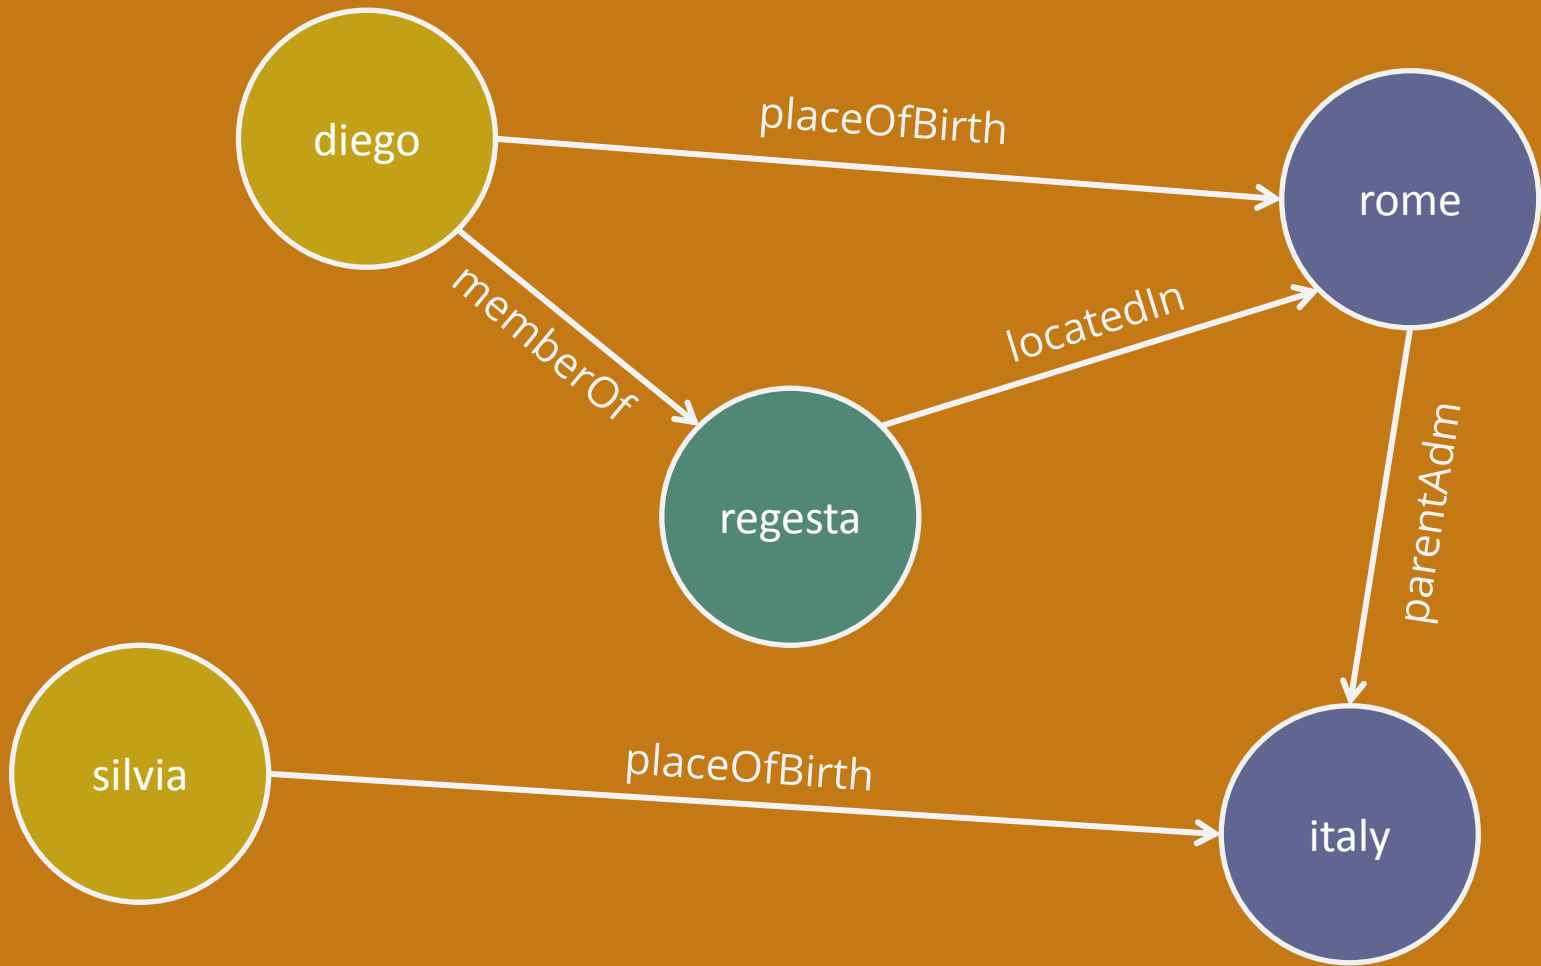 diego
placeOfBirth
rome
memberOf
locatedIn
regesta
parentAdm
silvia
placeOfBirth
italy